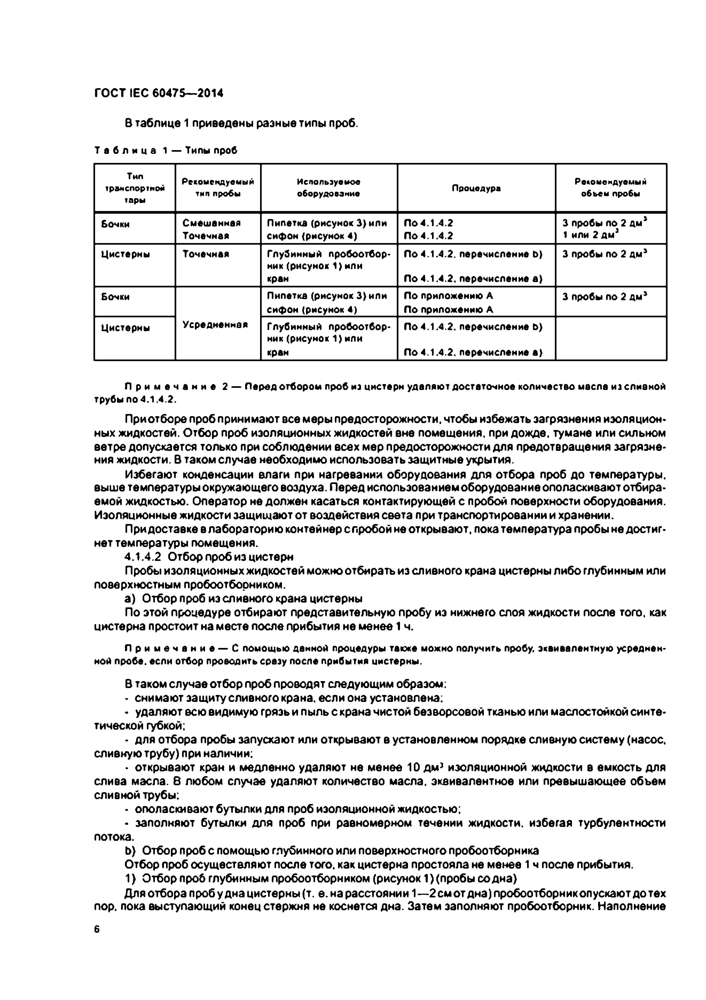 ГОСТ IEC 60475—2014
В таблице 1 приведены разные типы проб.
Таблица 1 — Типы проб
Тип транспортной тары
Рекомендуемый тип пробы
Используемое оборудование
Процедура
Рекомендуемый объем пробы
Бочки
Смешанная
Точечная
Пипетка (рисунок 3) или
сифон (рисунок 4)
По 4.1.4.2
По 4.1.4.2
3 пробы по 2 дм³
1 или 2 дм³
Цистерны
Точечная
Глубинный пробоотбор-
ник (рисунок 1) или
кран
По 4.1.4.2, перечисление b)
По 4.1.4.2, перечисление a)
3 пробы по 2 дм³
Бочки
Усредненная
Пипетка (рисунок 3) или
сифон (рисунок 4)
По приложению А
По приложению А
3 пробы по 2 дм³
Цистерны
Глубинный пробоотбор-
ник (рисунок 1) или
кран
По 4.1.4.2, перечисление b)
По 4.1.4.2, перечисление a)
Примечание 2 — Перед отбором проб из цистерн удаляют достаточное количество масла из сливной
трубы по 4.1.4.2.
При отборе проб принимают все меры предосторожности, чтобы избежать загрязнения изоляцион-
ных жидкостей. Отбор проб изоляционных жидкостей вне помещения, при дожде, тумане или сильном
ветре допускается только при соблюдении всех мер предосторожности для предотвращения загрязне-
ния жидкости. В таком случае необходимо использовать защитные укрытия.
Избегают конденсации влаги при нагревании оборудования для отбора проб до температуры,
выше температуры окружающего воздуха. Перед использованием оборудование ополаскивают отбира-
емой жидкостью. Оператор не должен касаться контактирующей с пробой поверхности оборудования.
Изоляционные жидкости защищают от воздействия света при транспортировании и хранении.
При доставке в лабораторию контейнер с пробой не открывают, пока температура пробы не достиг-
нет температуры помещения.
4.1.4.2 Отбор проб из цистерн
Пробы изоляционных жидкостей можно отбирать из сливного крана цистерны либо глубинным или
поверхностным пробоотборником.
a) Отбор проб из сливного крана цистерны
По этой процедуре отбирают представительную пробу из нижнего слоя жидкости после того, как
цистерна простоит на месте после прибытия не менее 1 ч.
Примечание — С помощью данной процедуры также можно получить пробу, эквивалентную усреднен-
ной пробе, если отбор проводить сразу после прибытия цистерны.
В таком случае отбор проб проводят следующим образом:
- снимают защиту сливного крана, если она установлена;
- удаляют всю видимую грязь и пыль с крана чистой безворсовой тканью или маслостойкой синте-
тической губкой;
- для отбора пробы запускают или открывают в установленном порядке сливную систему (насос,
сливную трубу) при наличии;
- открывают кран и медленно удаляют не менее 10 дм³ изоляционной жидкости в емкость для
слива масла. В любом случае удаляют количество масла, эквивалентное или превышающее объем
сливной трубы;
- ополаскивают бутылки для проб изоляционной жидкостью;
- заполняют бутылки для проб при равномерном течении жидкости, избегая турбулентности
потока.
b) Отбор проб с помощью глубинного или поверхностного пробоотборника
Отбор проб осуществляют после того, как цистерна простояла не менее 1 ч после прибытия.
1) Отбор проб глубинным пробоотборником (рисунок 1) (пробы со дна)
Для отбора проб у дна цистерны (т. е. на расстоянии 1—2 см от дна) пробоотборник опускают до тех
пор, пока выступающий конец стержня не коснется дна. Затем заполняют пробоотборник. Наполнение
6